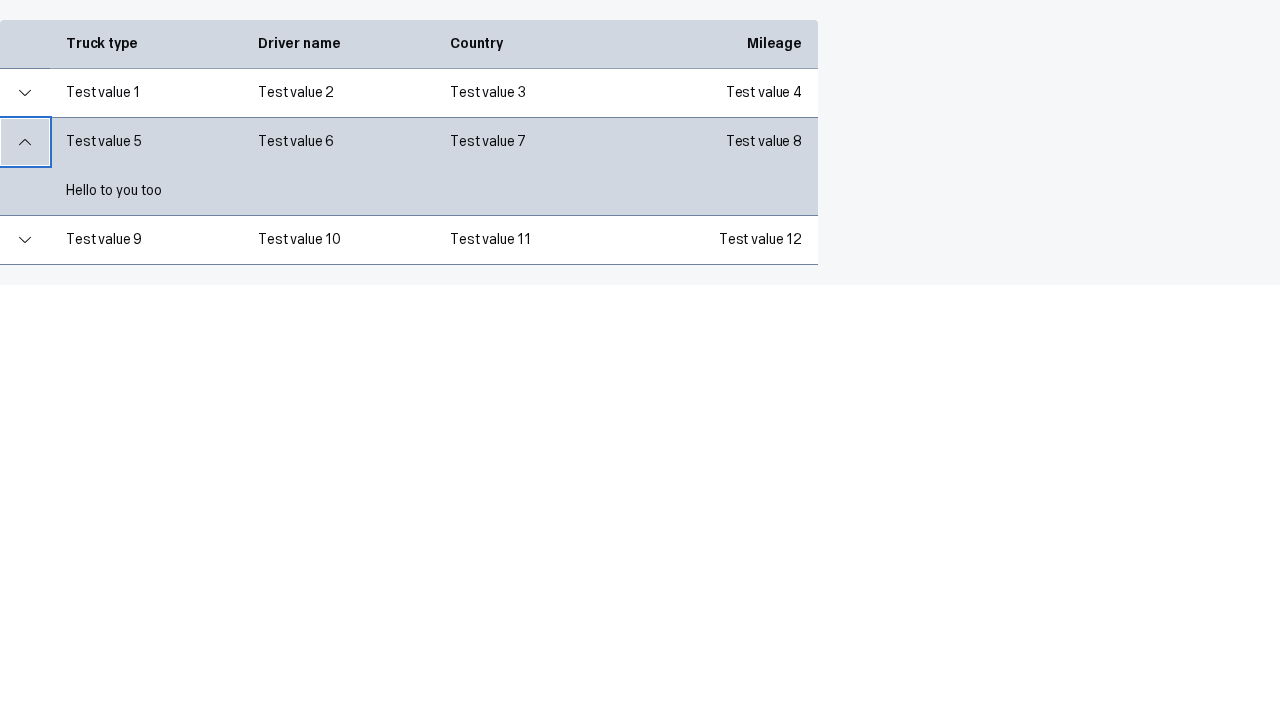 Truck type Driver name Country Mileage
Test value 1 Test value 2 Test value 3 Test value 4
Test value 5 Test value 6 Test value 7 Test value 8
Hello to you too
Test value 9 Test value 10 Test value 11 Test value 12